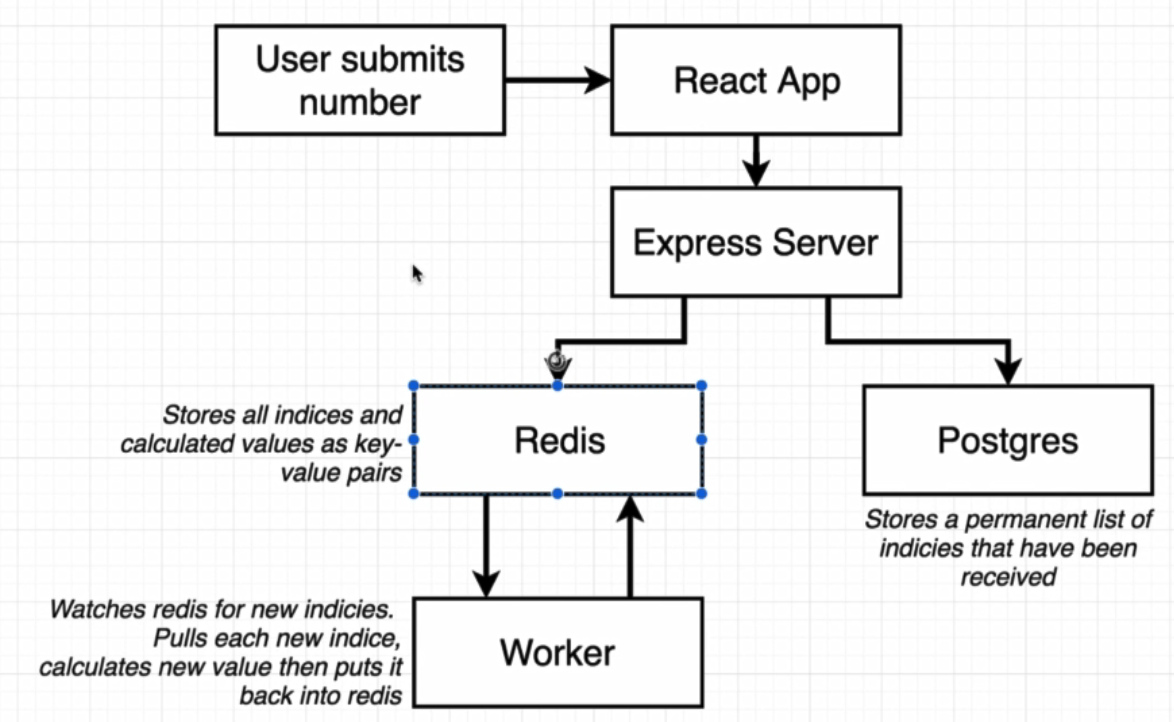 User submits
number
React App
Express Server
Stores all indices and
calculated values as key-
value pairs
Redis
Postgres
Stores a permanent list of
indicies that have been
received
Watches redis for new indicies.
Pulls each new indice,
calculates new value then puts it
back into redis
Worker